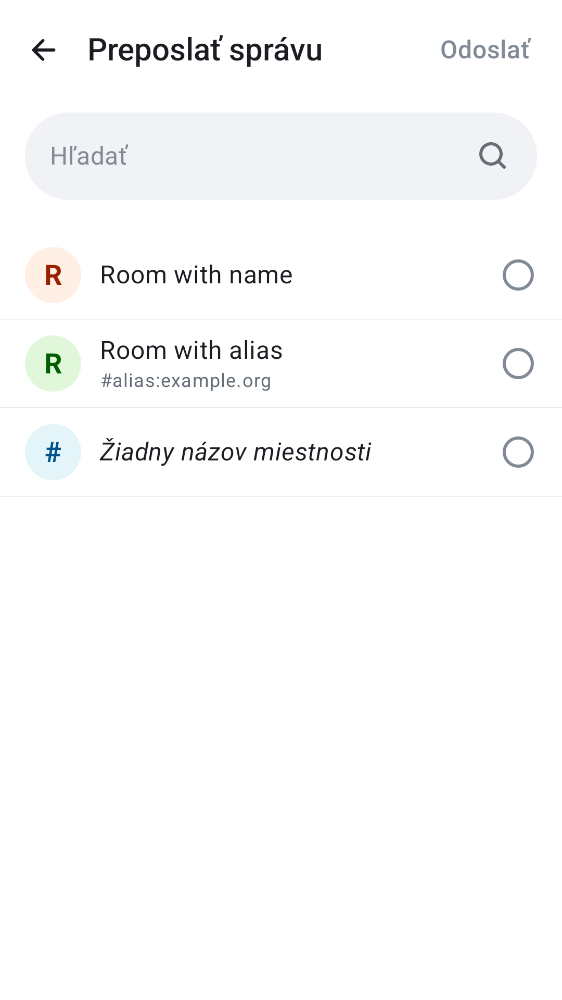 Preposlať správu
Odoslať
Hľadať
R
Room with name
R
Room with alias
#alias:example.org
#
Žiadny názov miestnosti